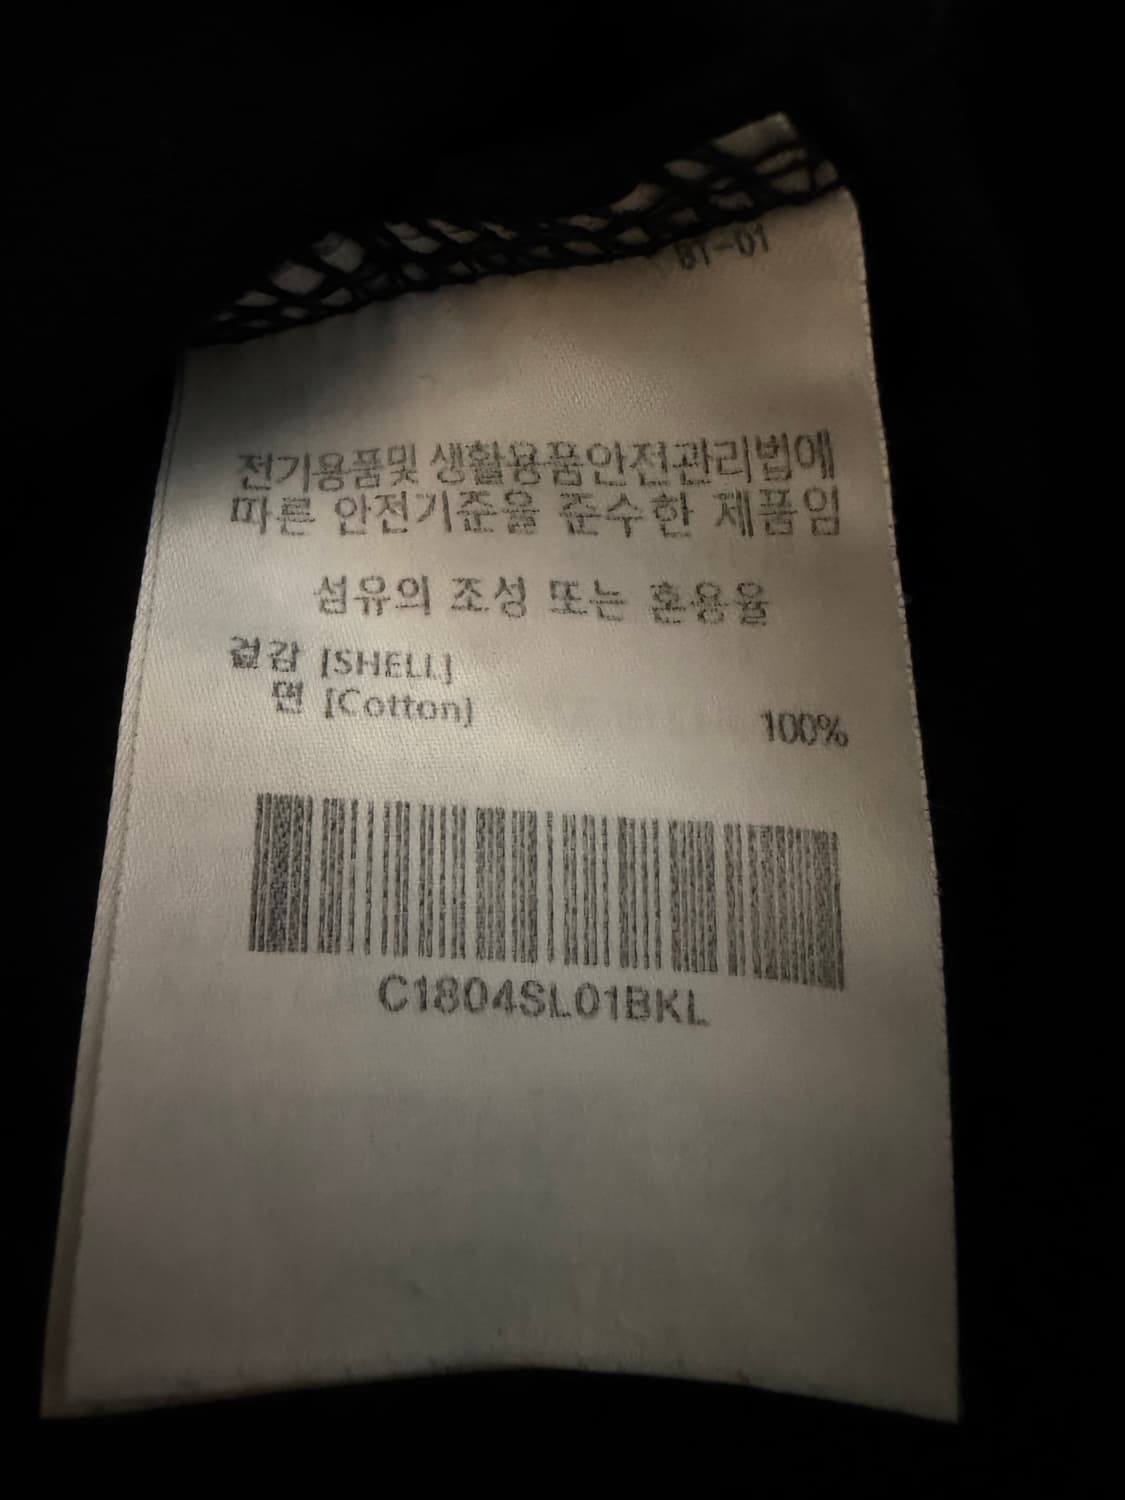 BT-01
전기용품및 생활용품안전관리법에
따른 안전기준을 준수한 제품임
섬유의 조성 또는 혼용율
겉감 [SHELL]
면 [Cotton] 100%
C1804SL01BKL